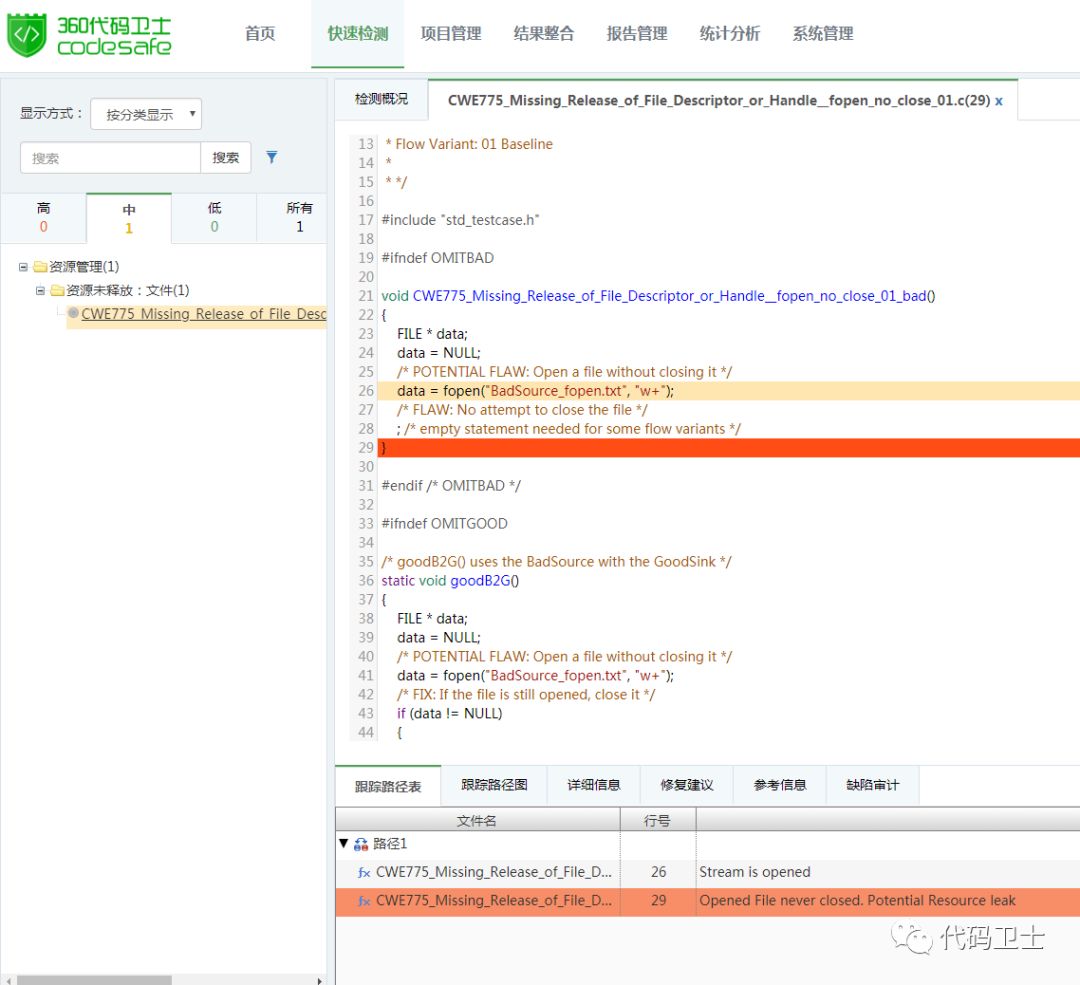 360代码卫士
codesafe
首页 快速检测 项目管理 结果整合 报告管理 统计分析 系统管理
显示方式： 按分类显示
搜索 搜索
高 中 低 所有
0 1 0 1
资源管理(1)
资源未释放：文件(1)
CWE775_Missing_Release_of_File_Desc
检测概况 CWE775_Missing_Release_of_File_Descriptor_or_Handle__fopen_no_close_01.c(29) x
13 * Flow Variant: 01 Baseline
14 *
15 * */
16
17 #include "std_testcase.h"
18
19 #ifndef OMITBAD
20
21 void CWE775_Missing_Release_of_File_Descriptor_or_Handle__fopen_no_close_01_bad()
22 {
23 FILE * data;
24 data = NULL;
25 /* POTENTIAL FLAW: Open a file without closing it */
26 data = fopen("BadSource_fopen.txt", "w+");
27 /* FLAW: No attempt to close the file */
28 ; /* empty statement needed for some flow variants */
29 }
30
31 #endif /* OMITBAD */
32
33 #ifndef OMITGOOD
34
35 /* goodB2G() uses the BadSource with the GoodSink */
36 static void goodB2G()
37 {
38 FILE * data;
39 data = NULL;
40 /* POTENTIAL FLAW: Open a file without closing it */
41 data = fopen("BadSource_fopen.txt", "w+");
42 /* FIX: If the file is still opened, close it */
43 if (data != NULL)
44 {
跟踪路径表 跟踪路径图 详细信息 修复建议 参考信息 缺陷审计
文件名 行号
路径1
fx CWE775_Missing_Release_of_File_D... 26 Stream is opened
fx CWE775_Missing_Release_of_File_D... 29 Opened File never closed. Potential Resource leak
代码卫士